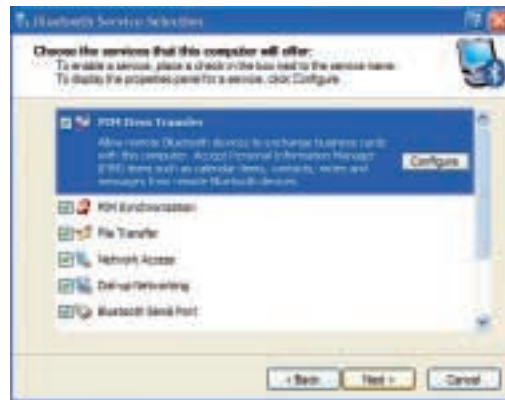 Bluetooth Service Selection
Choose the services that this computer will offer:
To enable a service, place a check in the box next to the service name.
To display the properties panel for a service, click Configure.
PIM Item Transfer
Allow remote Bluetooth devices to exchange business cards
with this computer. Accept Personal Information Manager
(PIM) items such as calendar items, contacts, notes and
messages from remote Bluetooth devices.
Configure
PIM Synchronization
File Transfer
Network Access
Dial-up Networking
Bluetooth Serial Port
< Back
Next >
Cancel